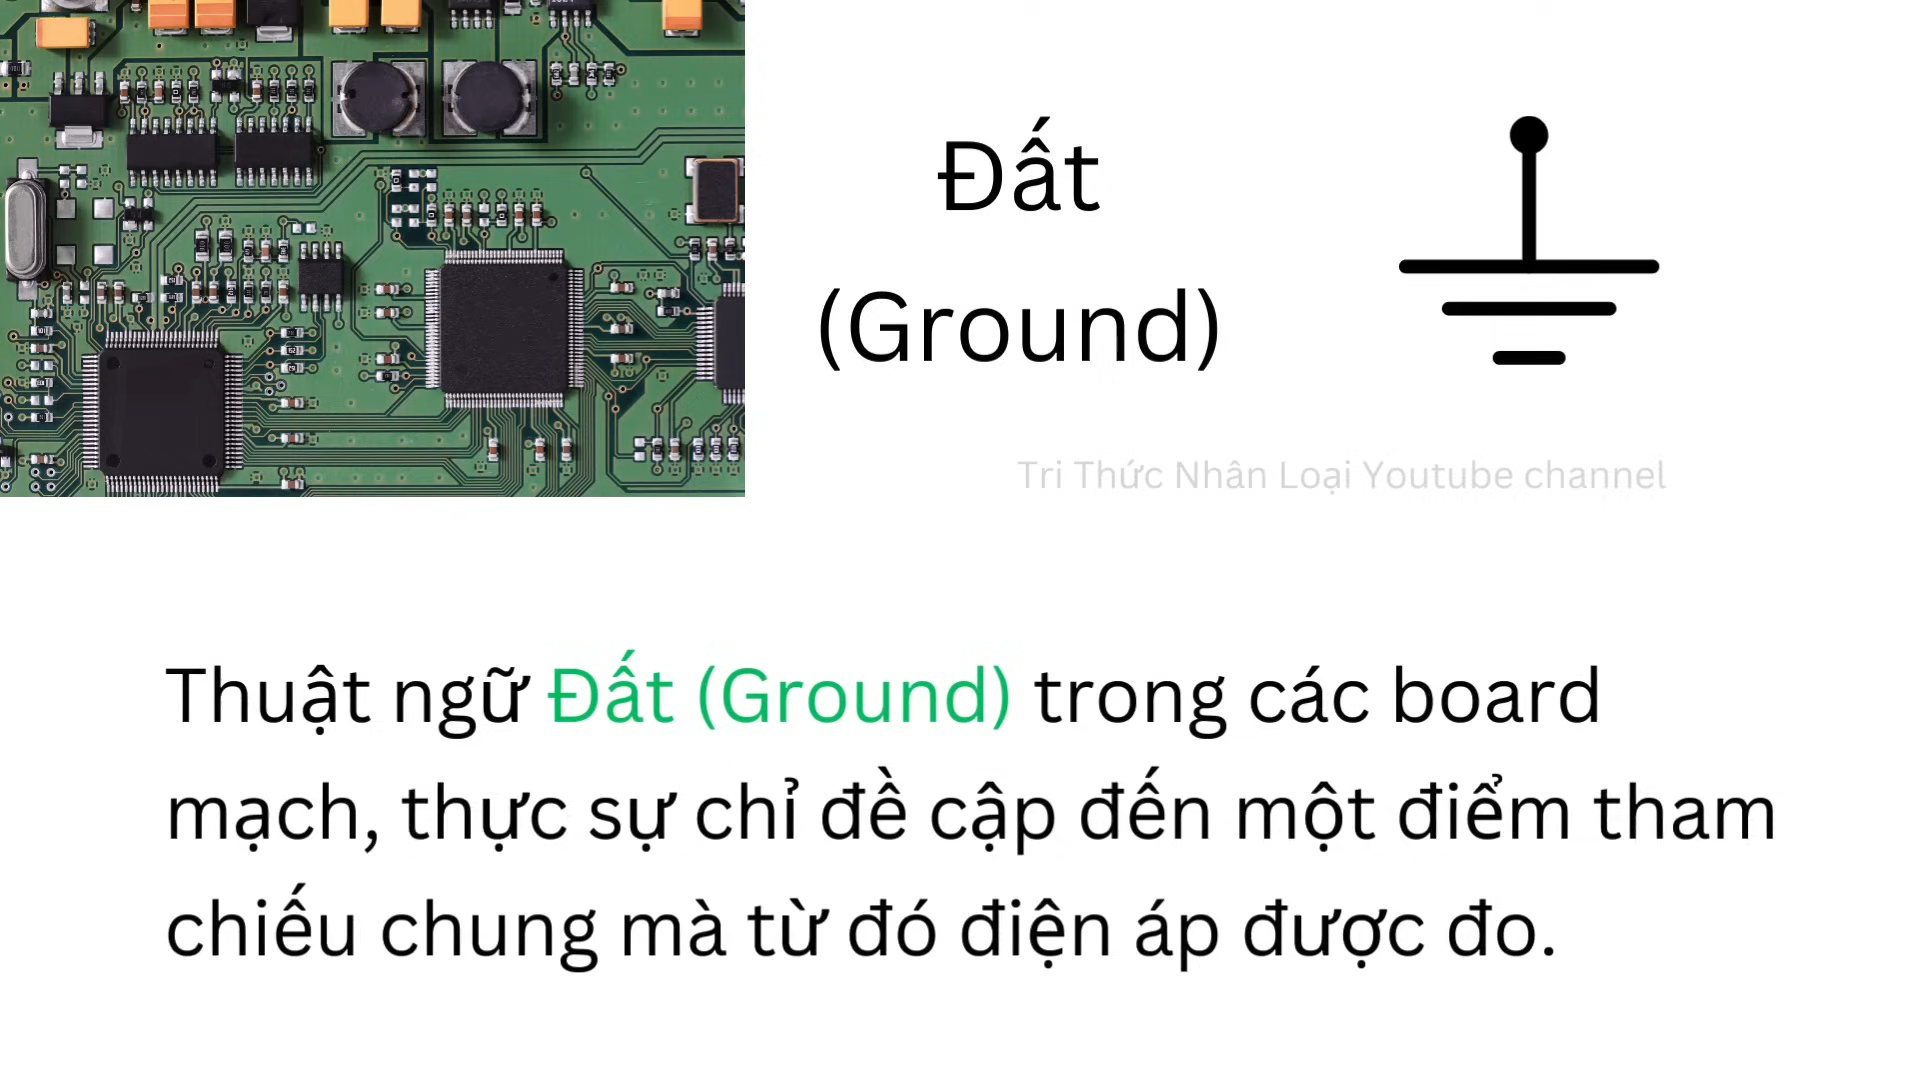 Đất
(Ground)
Tri Thức Nhân Loại Youtube channel
Thuật ngữ Đất (Ground) trong các board
mạch, thực sự chỉ đề cập đến một điểm tham
chiếu chung mà từ đó điện áp được đo.